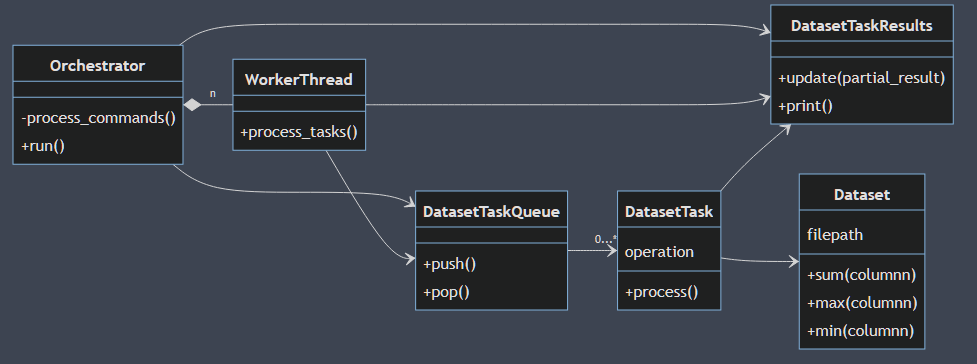 Orchestrator
-process_commands()
+run()
n
WorkerThread
+process_tasks()
DatasetTaskResults
+update(partial_result)
+print()
DatasetTaskQueue
+push()
+pop()
0...*
DatasetTask
operation
+process()
Dataset
filepath
+sum(columnn)
+max(columnn)
+min(columnn)